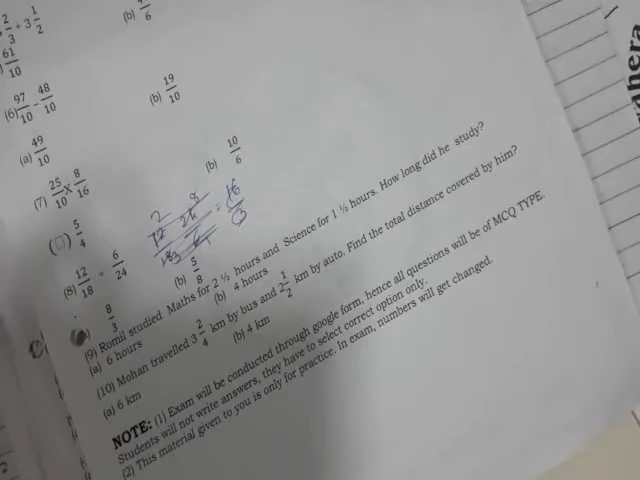 2/3 + 3 1/2
61/10
(b) /6
(6) 97/10 - 48/10
(a) 49/10
(b) 19/10
(7) 25/10 x 8/16
5/4
(b) 10/6
(8) 12/18 ÷ 6/24
8/3
(b) 5/8
(9) Romil studied Maths for 2 ½ hours and Science for 1 ½ hours. How long did he study?
(a) 6 hours (b) 4 hours
(10) Mohan travelled 3 2/4 km by bus and 2 1/2 km by auto. Find the total distance covered by him?
(a) 6 km (b) 4 km
NOTE: (1) Exam will be conducted through google form, hence all questions will be of MCQ TYPE.
Students will not write answers, they have to select correct option only.
(2) This material given to you is only for practice. In exam, numbers will get changed.